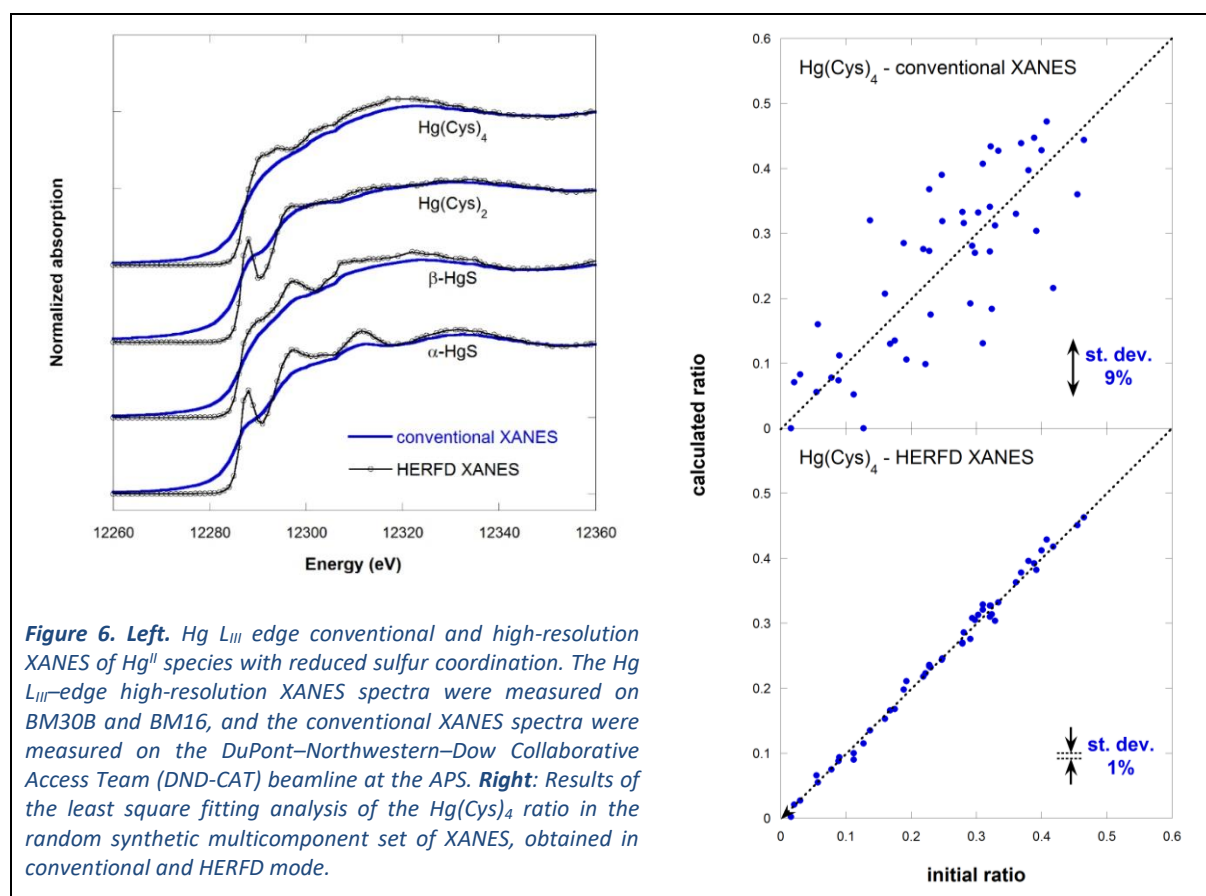 Normalized absorption
Hg(Cys)4
Hg(Cys)2
β-HgS
α-HgS
conventional XANES
HERFD XANES
12260 12280 12300 12320 12340 12360
Energy (eV)
Figure 6. Left. Hg LIII edge conventional and high-resolution
XANES of HgII species with reduced sulfur coordination. The Hg
LIII–edge high-resolution XANES spectra were measured on
BM30B and BM16, and the conventional XANES spectra were
measured on the DuPont–Northwestern–Dow Collaborative
Access Team (DND-CAT) beamline at the APS. Right: Results of
the least square fitting analysis of the Hg(Cys)4 ratio in the
random synthetic multicomponent set of XANES, obtained in
conventional and HERFD mode.
calculated ratio
0.6
Hg(Cys)4 - conventional XANES
0.5
0.4
0.3
0.2
0.1
st. dev.
9%
0
Hg(Cys)4 - HERFD XANES
0.5
0.4
0.3
0.2
0.1
st. dev.
1%
0
0 0.1 0.2 0.3 0.4 0.5 0.6
initial ratio